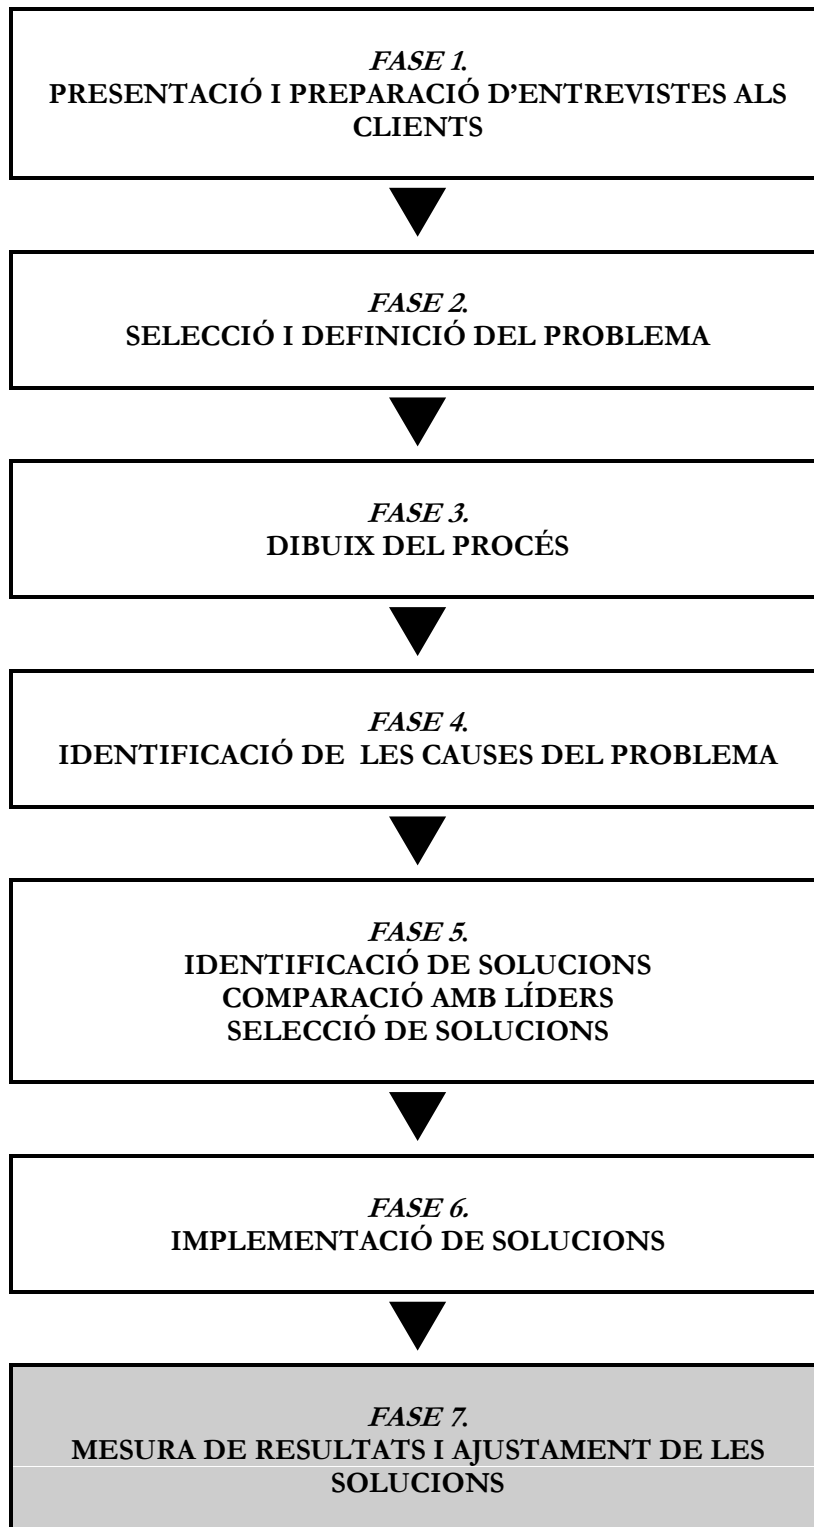 FASE 1.
PRESENTACIÓ I PREPARACIÓ D’ENTREVISTES ALS
CLIENTS
FASE 2.
SELECCIÓ I DEFINICIÓ DEL PROBLEMA
FASE 3.
DIBUIX DEL PROCÉS
FASE 4.
IDENTIFICACIÓ DE  LES CAUSES DEL PROBLEMA
FASE 5.
IDENTIFICACIÓ DE SOLUCIONS
COMPARACIÓ AMB LÍDERS
SELECCIÓ DE SOLUCIONS
FASE 6.
IMPLEMENTACIÓ DE SOLUCIONS
FASE 7.
MESURA DE RESULTATS I AJUSTAMENT DE LES
SOLUCIONS